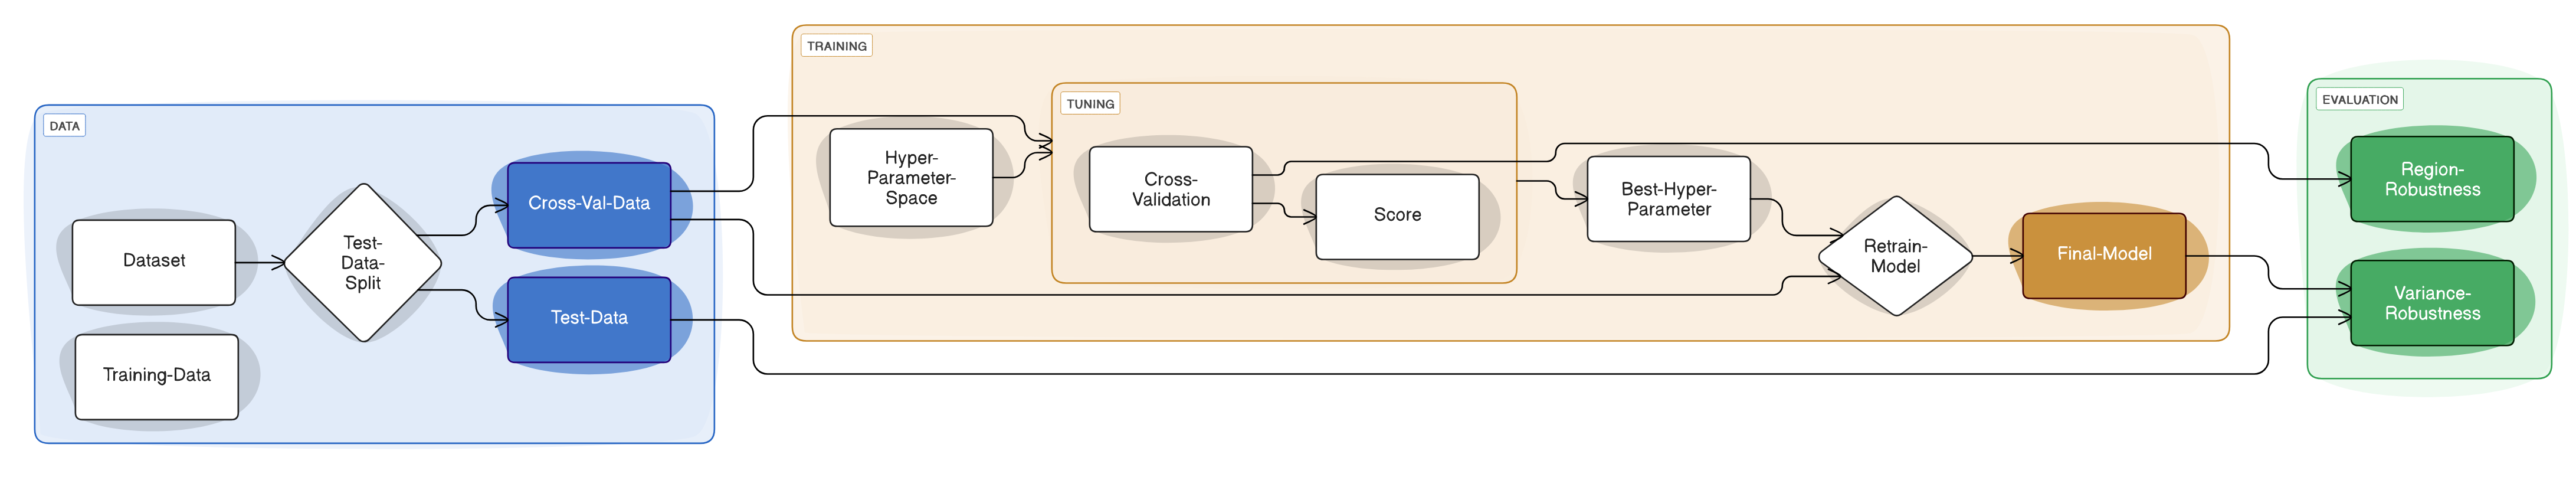 DATA
Dataset
Training-Data
Test-
Data-
Split
Cross-Val-Data
Test-Data
TRAINING
Hyper-
Parameter-
Space
TUNING
Cross-
Validation
Score
Best-Hyper-
Parameter
Retrain-
Model
Final-Model
EVALUATION
Region-
Robustness
Variance-
Robustness